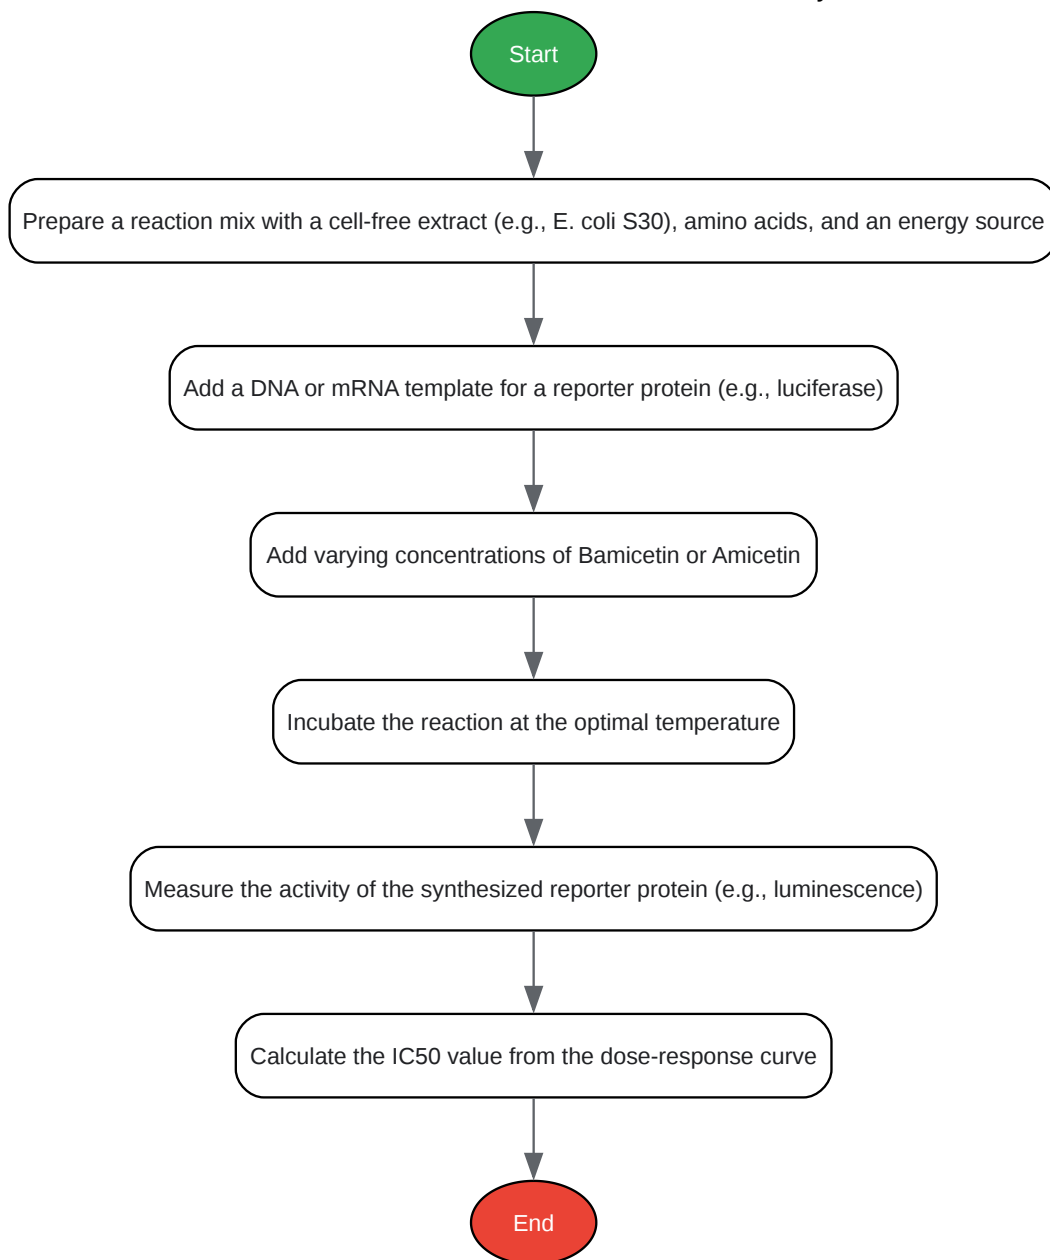 Start
Prepare a reaction mix with a cell-free extract (e.g., E. coli S30), amino acids, and an energy source
Add a DNA or mRNA template for a reporter protein (e.g., luciferase)
Add varying concentrations of Bamicetin or Amicetin
Incubate the reaction at the optimal temperature
Measure the activity of the synthesized reporter protein (e.g., luminescence)
Calculate the IC50 value from the dose-response curve
End